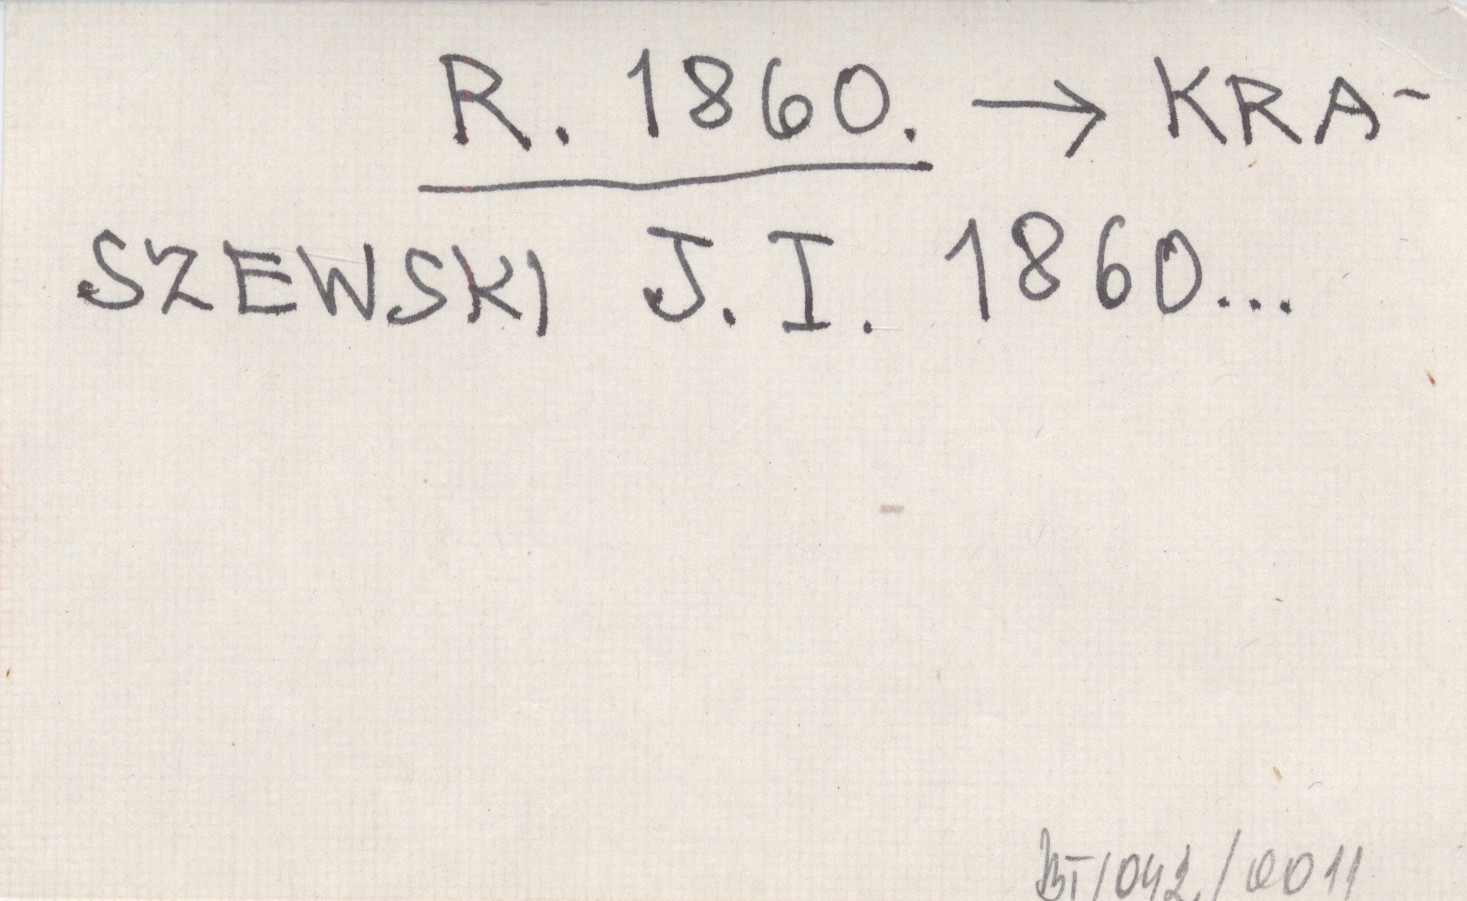 R. 1860. → KRA-
SZEWSKI J. I. 1860...
BT/042/0011